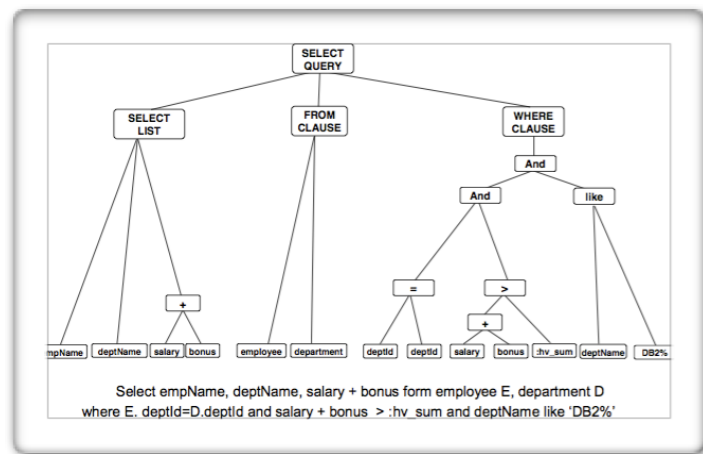 SELECT
QUERY
SELECT
LIST
FROM
CLAUSE
WHERE
CLAUSE
And
And
like
=
>
+
+
mpName
deptName
salary
bonus
employee
department
deptId
deptId
salary
bonus
:hv_sum
deptName
DB2%
Select empName, deptName, salary + bonus form employee E, department D
where E. deptId=D.deptId and salary + bonus > :hv_sum and deptName like ‘DB2%’